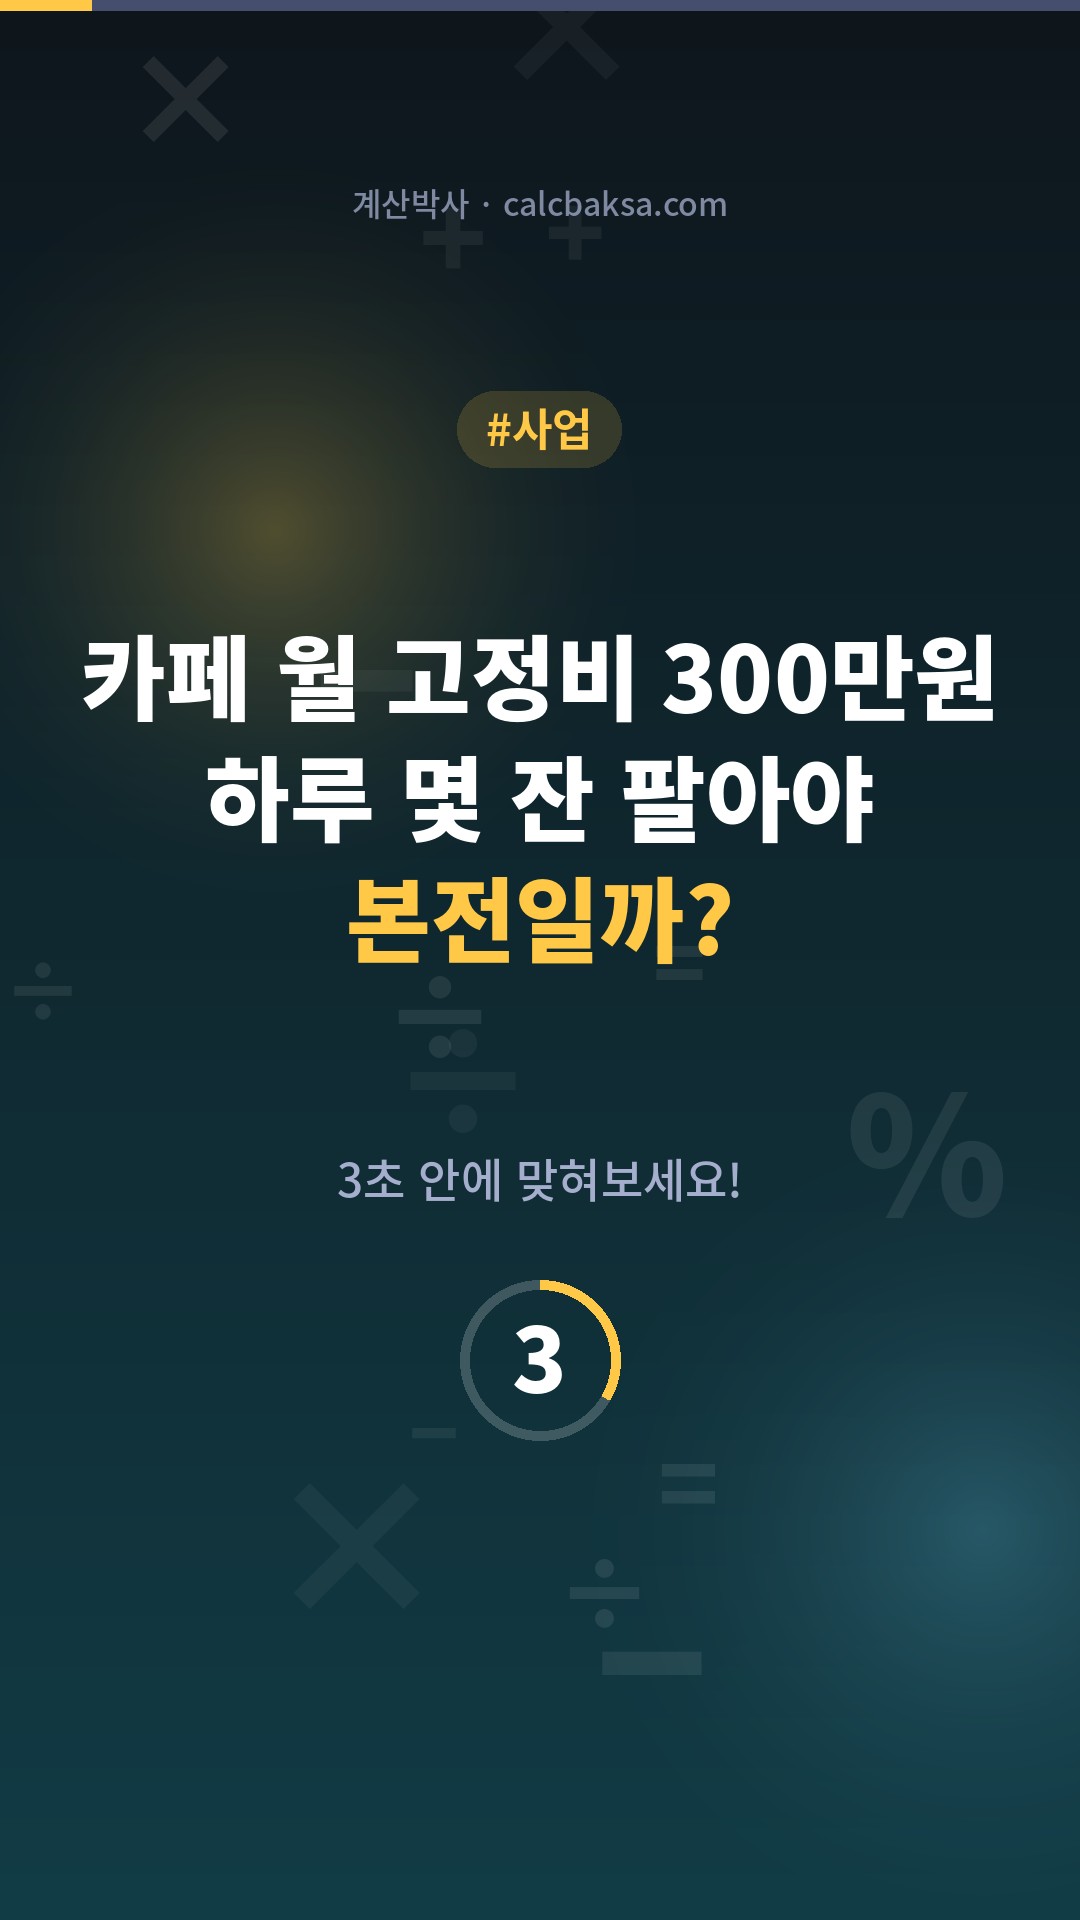 계산박사 · calcbaksa.com
#사업
카페 월 고정비 300만원
하루 몇 잔 팔아야
본전일까?
3초 안에 맞혀보세요!
3